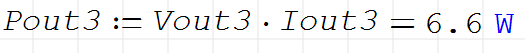 Pout3 := Vout3 · Iout3 = 6.6 W